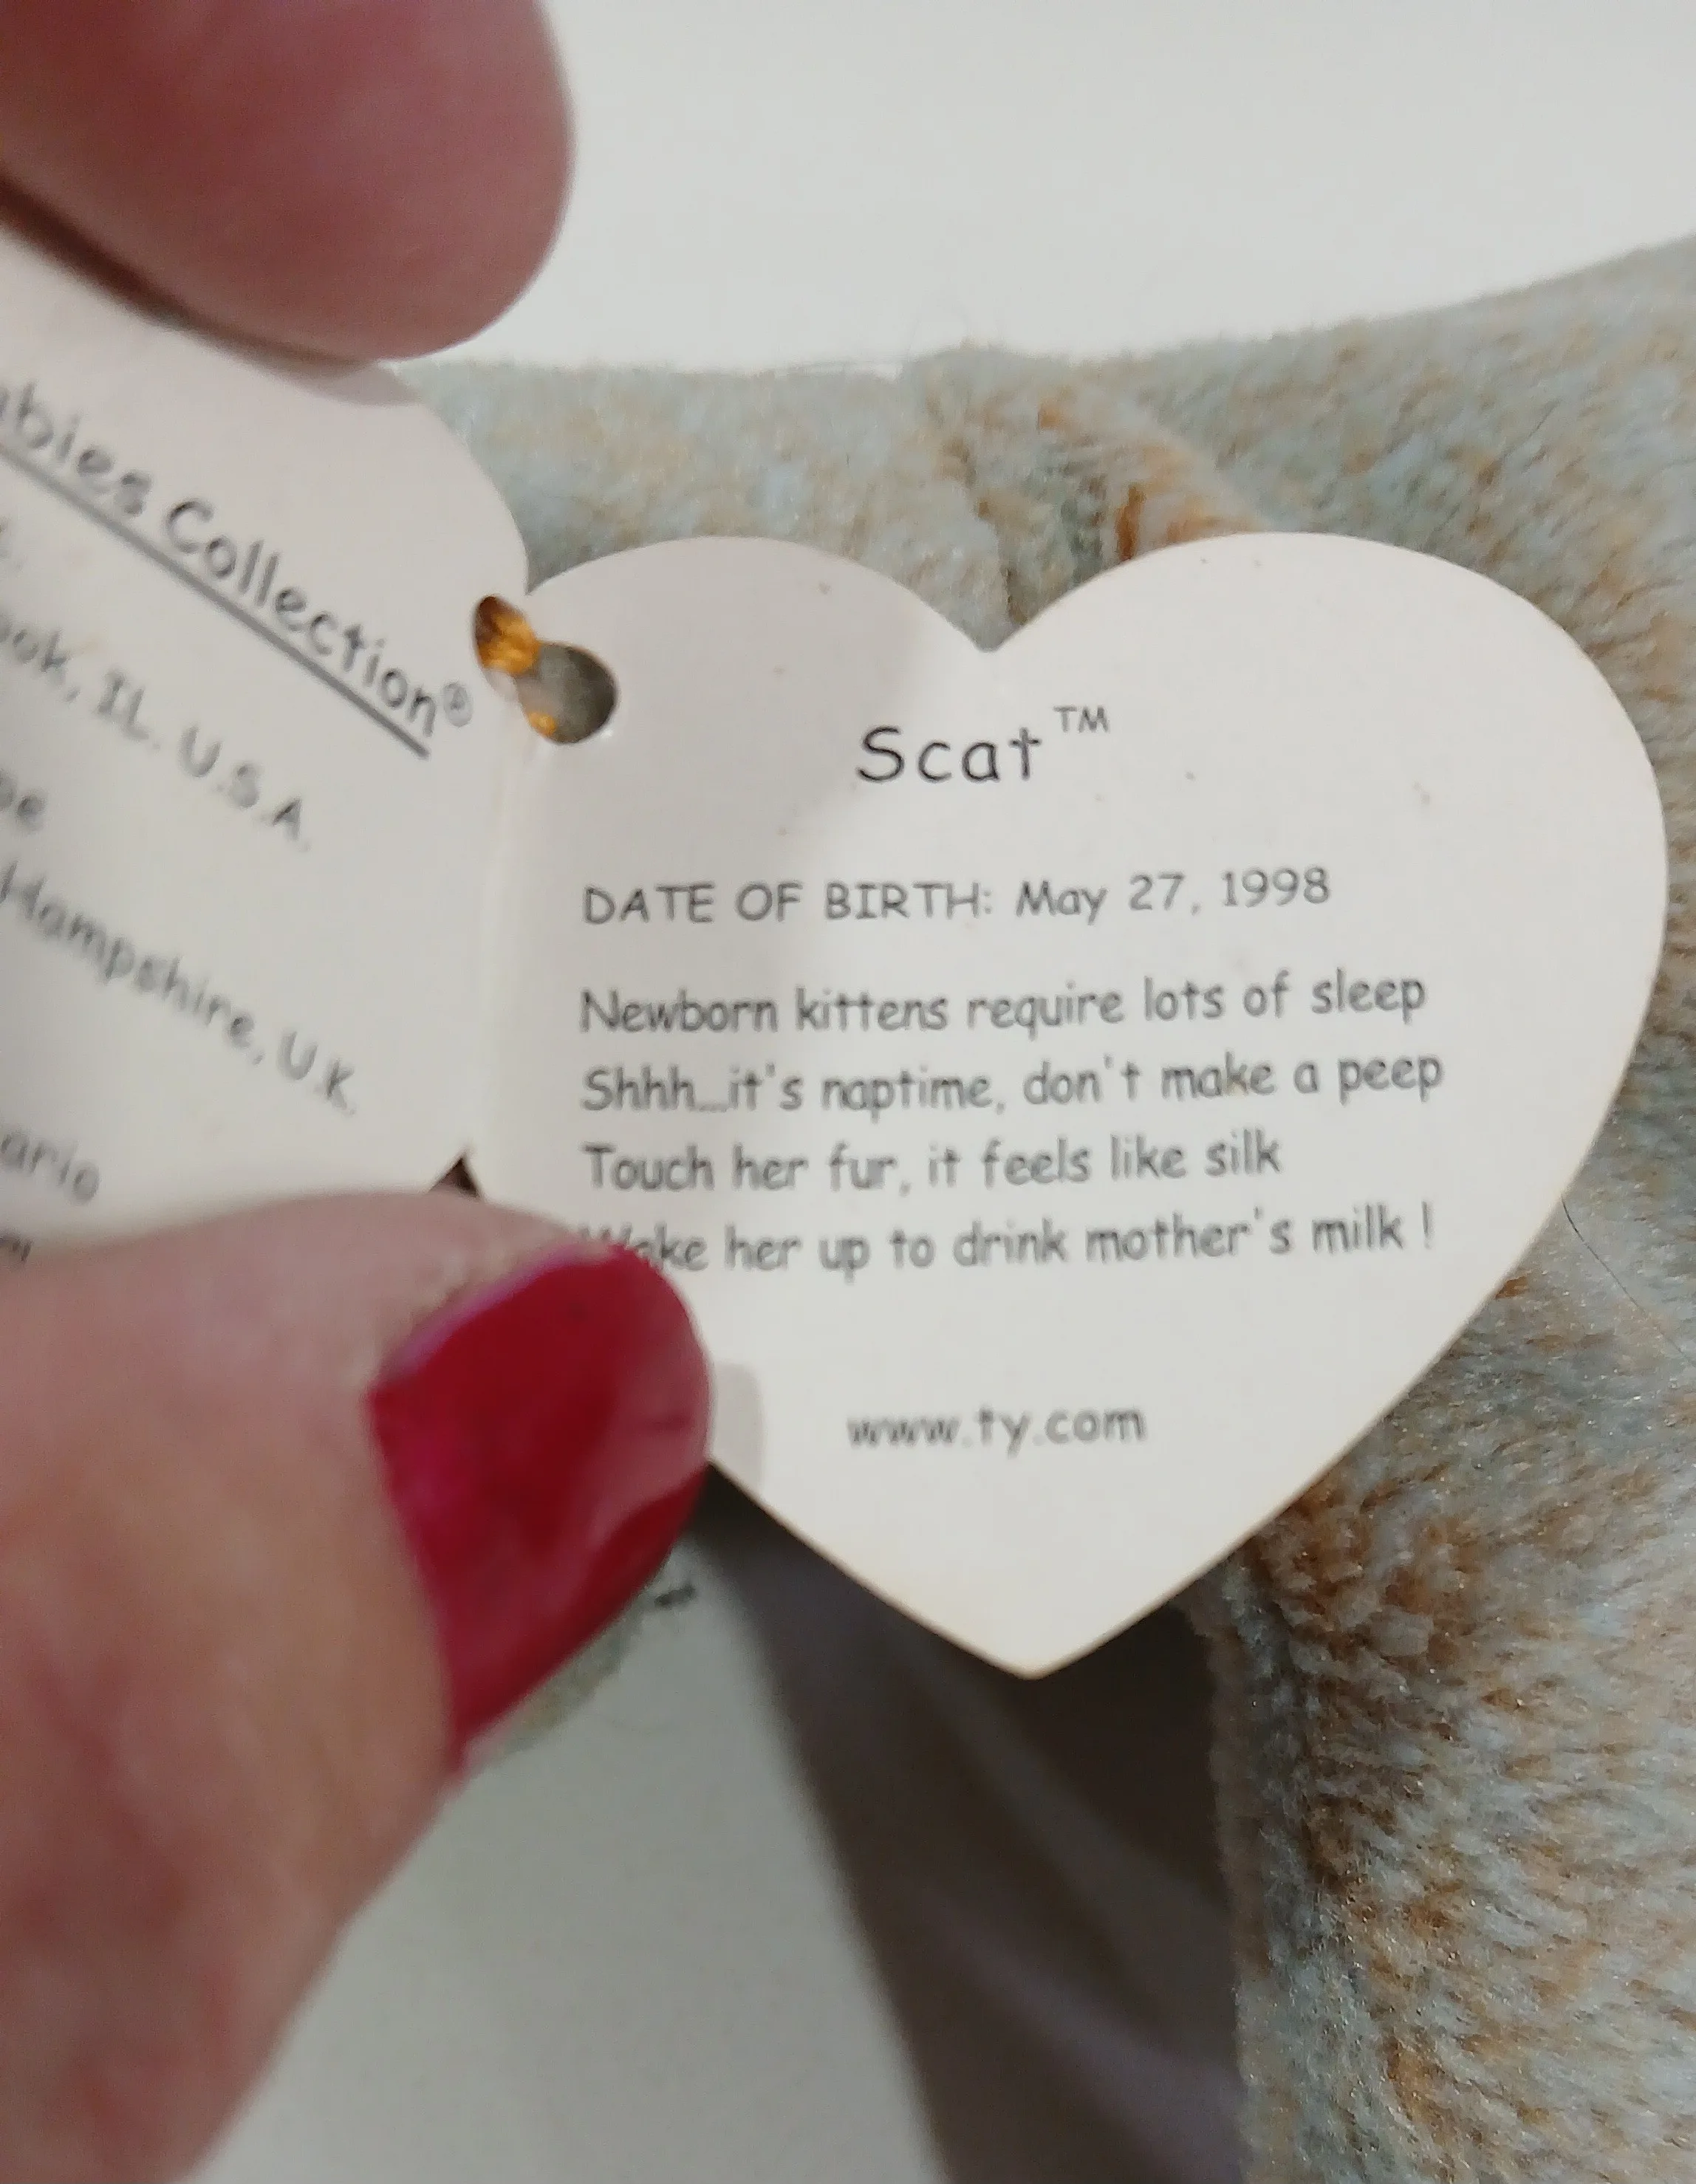 bies Collection®
ok, IL. U.S.A.
Hampshire, U.K.
ario
Scat™
DATE OF BIRTH: May 27, 1998
Newborn kittens require lots of sleep
Shhh...it's naptime, don't make a peep
Touch her fur, it feels like silk
Wake her up to drink mother's milk !
www.ty.com